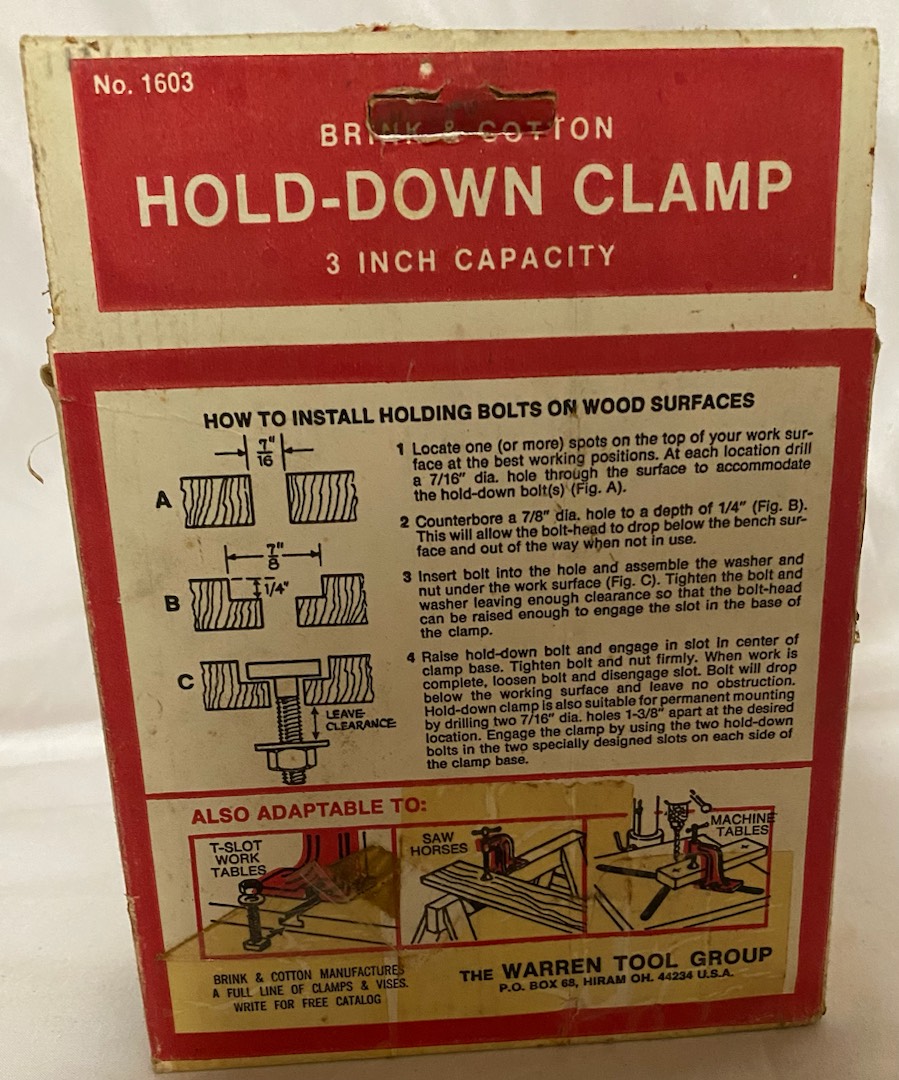 No. 1603
BRINK & COTTON
HOLD-DOWN CLAMP
3 INCH CAPACITY
HOW TO INSTALL HOLDING BOLTS ON WOOD SURFACES
7"
16
A
7"
8
1/4"
B
C
LEAVE
CLEARANCE
1 Locate one (or more) spots on the top of your work sur-
face at the best working positions. At each location drill
a 7/16" dia. hole through the surface to accommodate
the hold-down bolt(s) (Fig. A).
2 Counterbore a 7/8" dia. hole to a depth of 1/4" (Fig. B).
This will allow the bolt-head to drop below the bench sur-
face and out of the way when not in use.
3 Insert bolt into the hole and assemble the washer and
nut under the work surface (Fig. C). Tighten the bolt and
washer leaving enough clearance so that the bolt-head
can be raised enough to engage the slot in the base of
the clamp.
4 Raise hold-down bolt and engage in slot in center of
clamp base. Tighten bolt and nut firmly. When work is
complete, loosen bolt and disengage slot. Bolt will drop
below the working surface and leave no obstruction.
Hold-down clamp is also suitable for permanent mounting
by drilling two 7/16" dia. holes 1-3/8" apart at the desired
location. Engage the clamp by using the two hold-down
bolts in the two specially designed slots on each side of
the clamp base.
ALSO ADAPTABLE TO:
T-SLOT
WORK
TABLES
SAW
HORSES
MACHINE
TABLES
BRINK & COTTON MANUFACTURES
A FULL LINE OF CLAMPS & VISES.
WRITE FOR FREE CATALOG
THE WARREN TOOL GROUP
P.O. BOX 68, HIRAM OH. 44234 U.S.A.